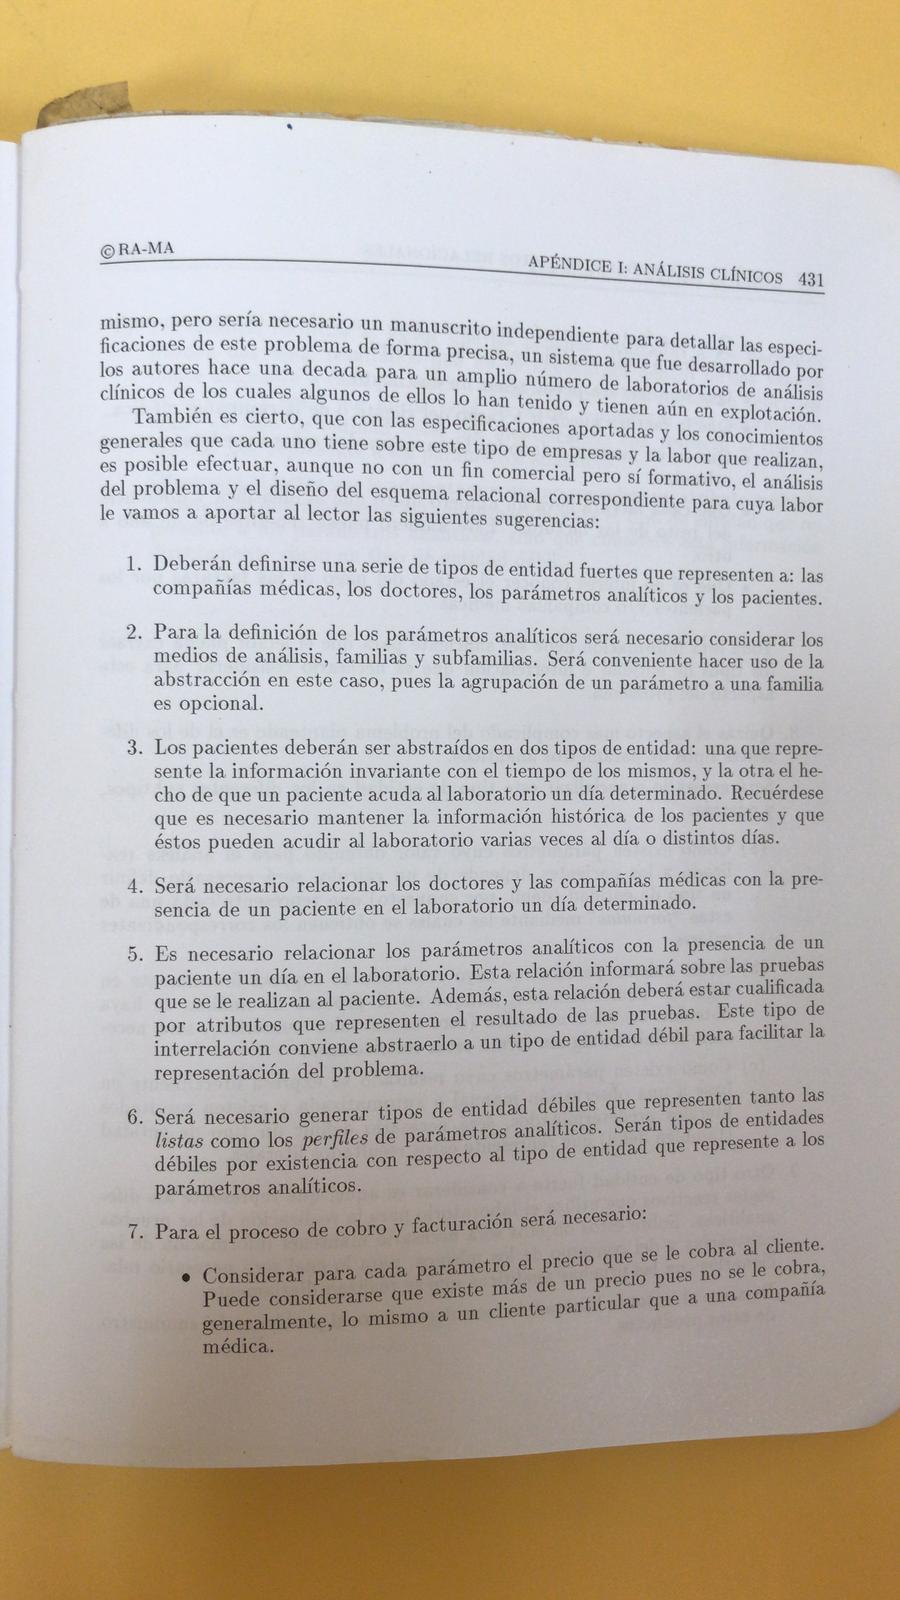 ©RA-MA
APÉNDICE I: ANÁLISIS CLÍNICOS 431
mismo, pero sería necesario un manuscrito independiente para detallar las especi-
ficaciones de este problema de forma precisa, un sistema que fue desarrollado por
los autores hace una decada para un amplio número de laboratorios de análisis
clínicos de los cuales algunos de ellos lo han tenido y tienen aún en explotación.
También es cierto, que con las especificaciones aportadas y los conocimientos
generales que cada uno tiene sobre este tipo de empresas y la labor que realizan,
es posible efectuar, aunque no con un fin comercial pero sí formativo, el análisis
del problema y el diseño del esquema relacional correspondiente para cuya labor
le vamos a aportar al lector las siguientes sugerencias:
1. Deberán definirse una serie de tipos de entidad fuertes que representen a: las
compañías médicas, los doctores, los parámetros analíticos y los pacientes.
2. Para la definición de los parámetros analíticos será necesario considerar los
medios de análisis, familias y subfamilias. Será conveniente hacer uso de la
abstracción en este caso, pues la agrupación de un parámetro a una familia
es opcional.
3. Los pacientes deberán ser abstraídos en dos tipos de entidad: una que repre-
sente la información invariante con el tiempo de los mismos, y la otra el he-
cho de que un paciente acuda al laboratorio un día determinado. Recuérdese
que es necesario mantener la información histórica de los pacientes y que
éstos pueden acudir al laboratorio varias veces al día o distintos días.
4. Será necesario relacionar los doctores y las compañías médicas con la pre-
sencia de un paciente en el laboratorio un día determinado.
5. Es necesario relacionar los parámetros analíticos con la presencia de un
paciente un día en el laboratorio. Esta relación informará sobre las pruebas
que se le realizan al paciente. Además, esta relación deberá estar cualificada
por atributos que representen el resultado de las pruebas. Este tipo de
interrelación conviene abstraerlo a un tipo de entidad débil para facilitar la
representación del problema.
6. Será necesario generar tipos de entidad débiles que representen tanto las
listas como los perfiles de parámetros analíticos. Serán tipos de entidades
débiles por existencia con respecto al tipo de entidad que represente a los
parámetros analíticos.
7. Para el proceso de cobro y facturación será necesario:
• Considerar para cada parámetro el precio que se le cobra al cliente.
Puede considerarse que existe más de un precio pues no se le cobra,
generalmente, lo mismo a un cliente particular que a una compañía
médica.